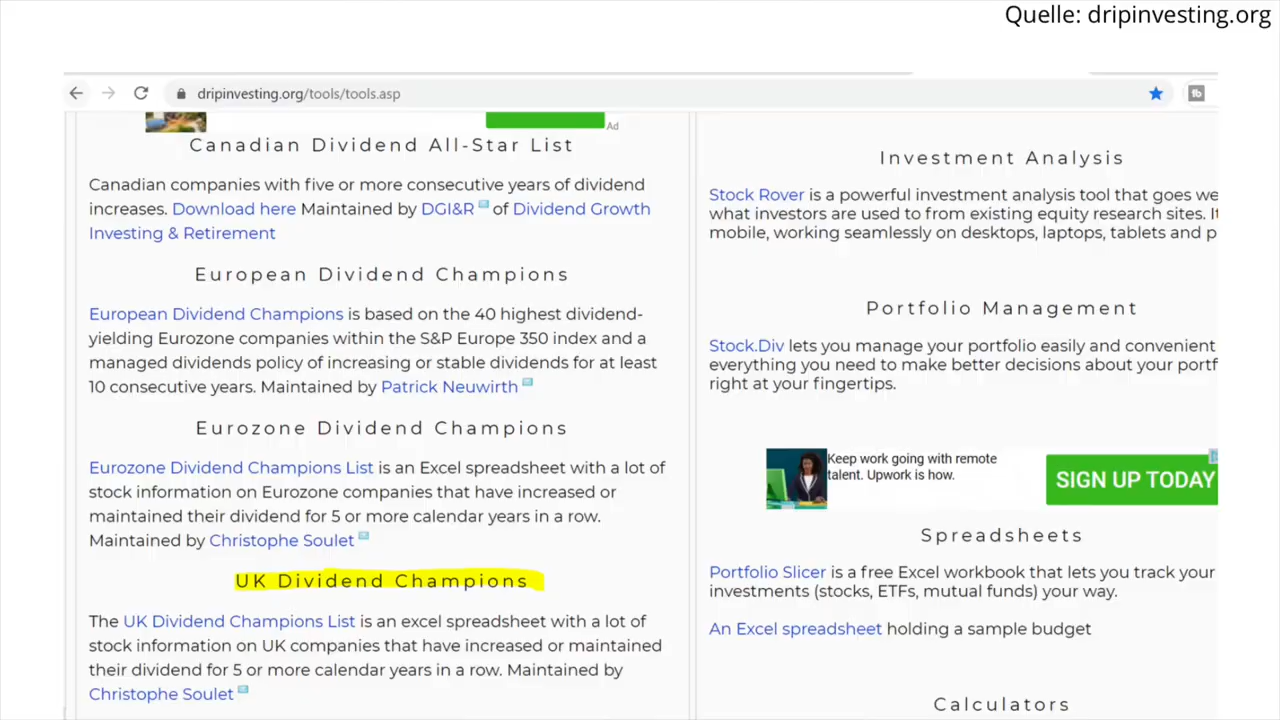 Quelle: dripinvesting.org
dripinvesting.org/tools/tools.asp
Ad
Canadian Dividend All-Star List
Canadian companies with five or more consecutive years of dividend
increases. Download here Maintained by DGI&R of Dividend Growth
Investing & Retirement
European Dividend Champions
European Dividend Champions is based on the 40 highest dividend-
yielding Eurozone companies within the S&P Europe 350 index and a
managed dividends policy of increasing or stable dividends for at least
10 consecutive years. Maintained by Patrick Neuwirth
Eurozone Dividend Champions
Eurozone Dividend Champions List is an Excel spreadsheet with a lot of
stock information on Eurozone companies that have increased or
maintained their dividend for 5 or more calendar years in a row.
Maintained by Christophe Soulet
UK Dividend Champions
The UK Dividend Champions List is an excel spreadsheet with a lot of
stock information on UK companies that have increased or maintained
their dividend for 5 or more calendar years in a row. Maintained by
Christophe Soulet
Investment Analysis
Stock Rover is a powerful investment analysis tool that goes we
what investors are used to from existing equity research sites. It
mobile, working seamlessly on desktops, laptops, tablets and p
Portfolio Management
Stock.Div lets you manage your portfolio easily and convenient
everything you need to make better decisions about your portf
right at your fingertips.
Keep work going with remote
talent. Upwork is how.
SIGN UP TODAY
Spreadsheets
Portfolio Slicer is a free Excel workbook that lets you track your
investments (stocks, ETFs, mutual funds) your way.
An Excel spreadsheet holding a sample budget
Calculators